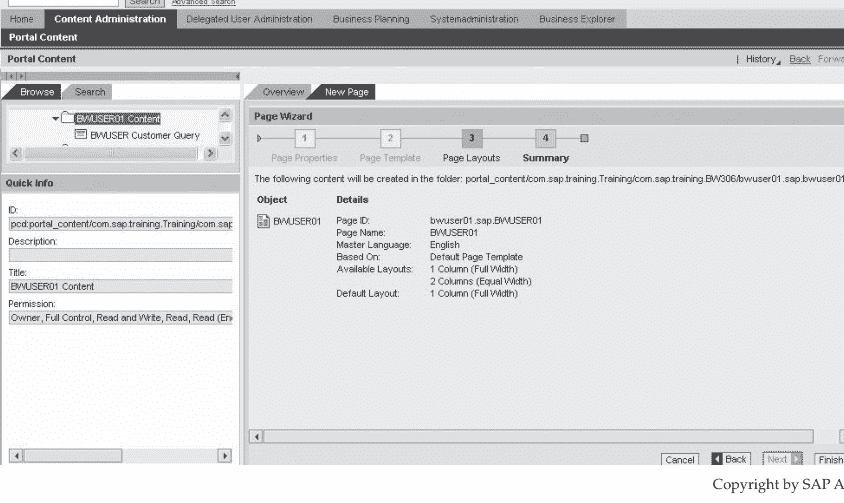 Search Advanced Search
Home Content Administration Delegated User Administration Business Planning Systemadministration Business Explorer
Portal Content
Portal Content | History Back Forwa
Browse Search Overview New Page
BWUSER01 Content
BWUSER Customer Query
Page Wizard
1 2 3 4
Page Properties Page Template Page Layouts Summary
Quick Info
The following content will be created in the folder: portal_content/com.sap.training.Training/com.sap.training.BW306/bwuser01.sap.bwuser01
ID:
pcd:portal_content/com.sap.training.Training/com.sap
Description:
Title:
BWUSER01 Content
Permission:
Owner, Full Control, Read and Write, Read, Read (En
Object Details
BWUSER01 Page ID: bwuser01.sap.BWUSER01
Page Name: BWUSER01
Master Language: English
Based On: Default Page Template
Available Layouts: 1 Column (Full Width)
2 Columns (Equal Width)
Default Layout: 1 Column (Full Width)
Cancel Back Next Finish
Copyright by SAP A